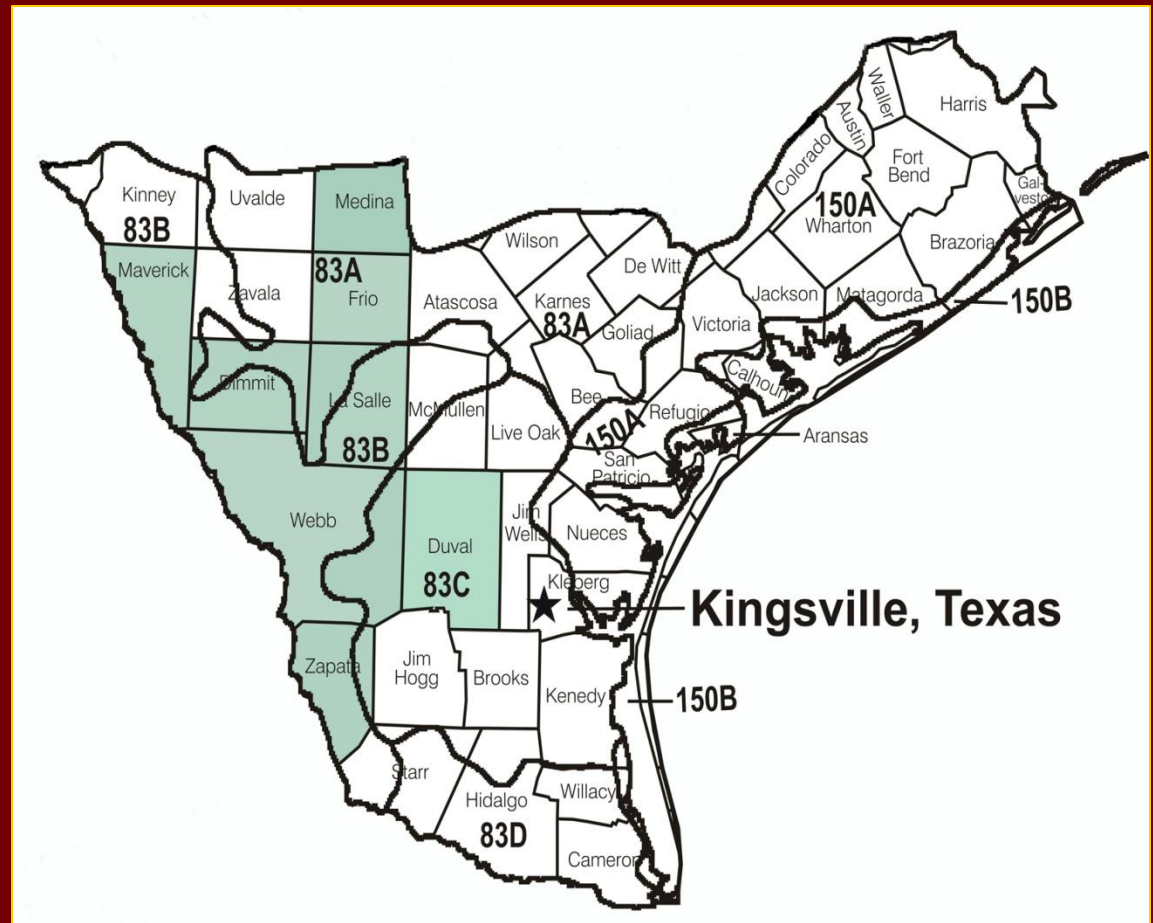 Waller
Harris
Austin
Colorado
Fort
Bend
Kinney
83B
Uvalde
Medina
150A
Wharton
Gal-
vesto
Wilson
De Witt
Brazoria
Maverick
83A
Zavala
Frio
Atascosa
Karnes
83A
Jackson
Matagorda
150B
Goliad
Victoria
Dimmit
La Salle
McMullen
Bee
Calhoun
Refugio
150A
Live Oak
Aransas
83B
San
Patricio
Webb
Jim
Wells
Nueces
Duval
83C
Kleberg
Kingsville, Texas
Zapata
Jim
Hogg
Brooks
Kenedy
150B
Starr
Hidalgo
83D
Willacy
Cameron